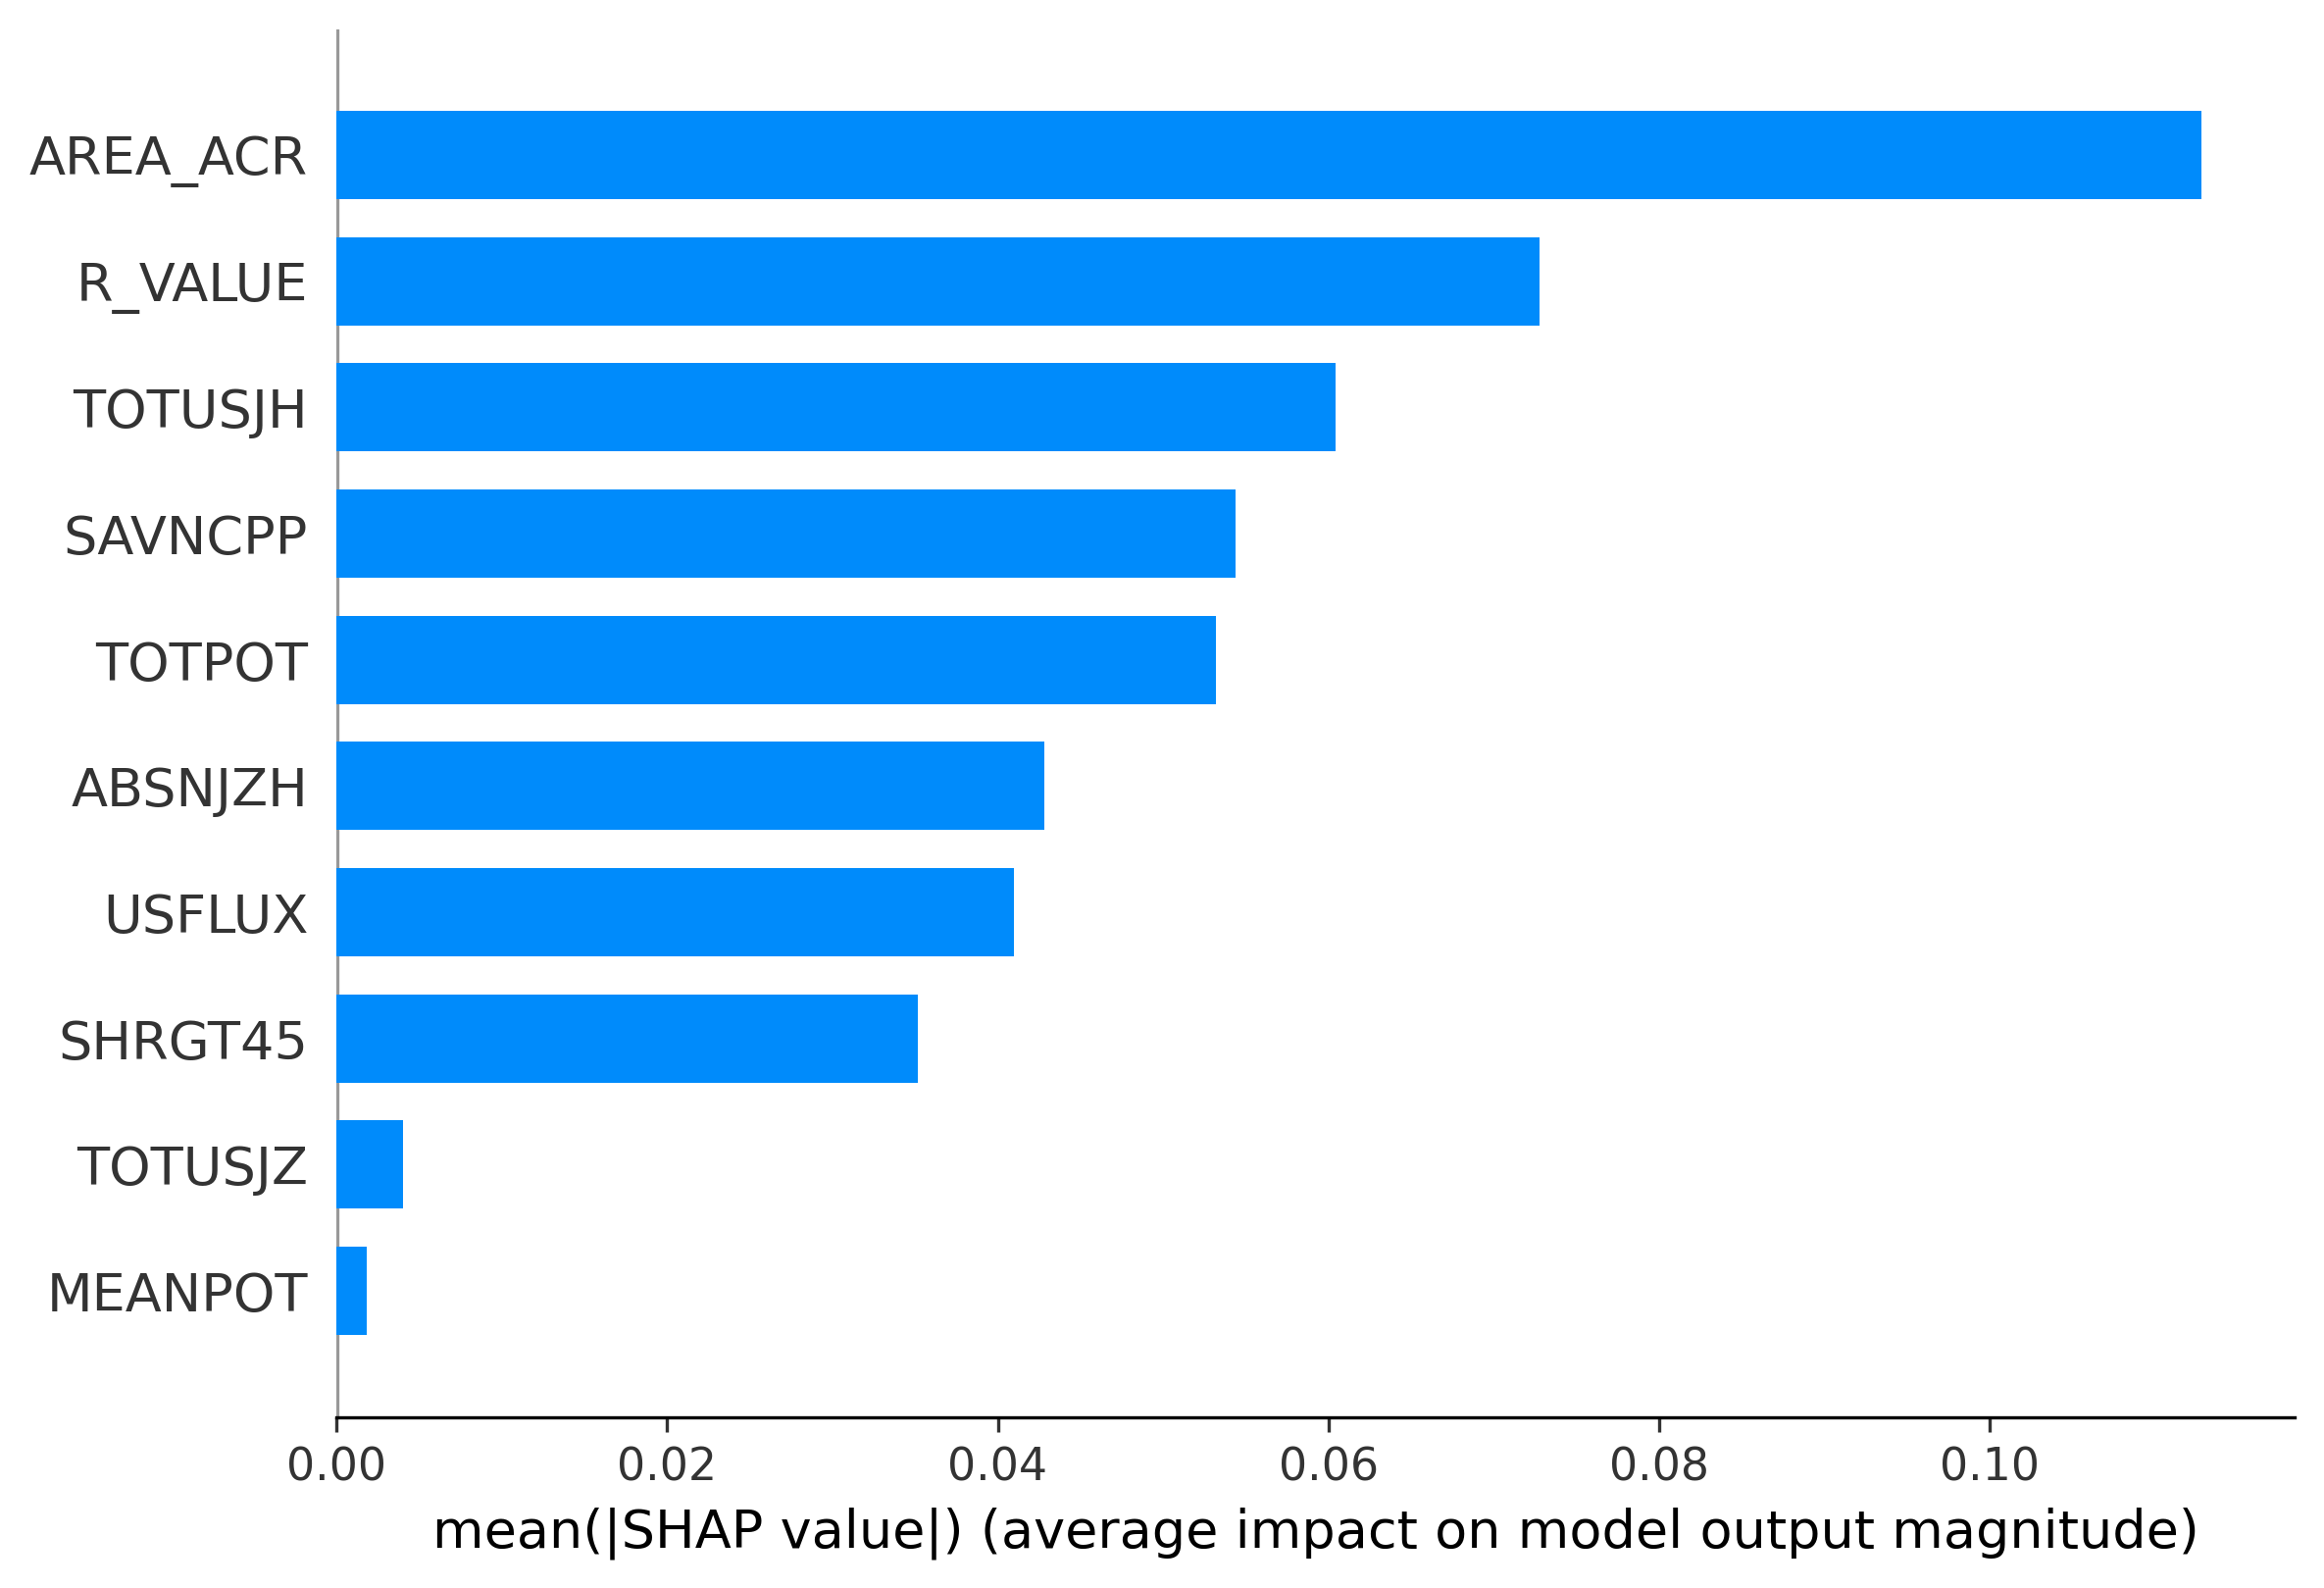 AREA_ACR
R_VALUE
TOTUSJH
SAVNCPP
TOTPOT
ABSNJZH
USFLUX
SHRGT45
TOTUSJZ
MEANPOT
0.00 0.02 0.04 0.06 0.08 0.10
mean(|SHAP value|) (average impact on model output magnitude)